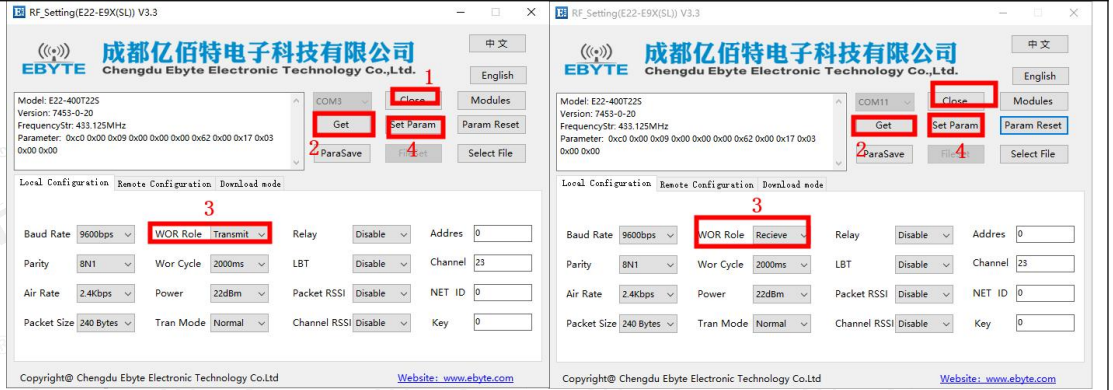 RF_Setting(E22-E9X(SL)) V3.3
成都亿佰特电子科技有限公司
EBYTE Chengdu Ebyte Electronic Technology Co.,Ltd.
中文
English
1
Model: E22-400T22S
Version: 7453-0-20
FrequencyStr: 433.125MHz
Parameter: 0xc0 0x00 0x09 0x00 0x00 0x00 0x62 0x00 0x17 0x03
0x00 0x00
COM3 Close Modules
Get Set Param Param Reset
2 ParaSave 4 FileSet Select File
Local Configuration Remote Configuration Download mode
3
Baud Rate 9600bps WOR Role Transmit Relay Disable Addres 0
Parity 8N1 Wor Cycle 2000ms LBT Disable Channel 23
Air Rate 2.4Kbps Power 22dBm Packet RSSI Disable NET ID 0
Packet Size 240 Bytes Tran Mode Normal Channel RSSI Disable Key 0
Copyright@ Chengdu Ebyte Electronic Technology Co.Ltd Website: www.ebyte.com
RF_Setting(E22-E9X(SL)) V3.3
成都亿佰特电子科技有限公司
EBYTE Chengdu Ebyte Electronic Technology Co.,Ltd.
中文
English
Model: E22-400T22S
Version: 7453-0-20
FrequencyStr: 433.125MHz
Parameter: 0xc0 0x00 0x09 0x00 0x00 0x00 0x62 0x00 0x17 0x03
0x00 0x00
COM11 Close Modules
Get Set Param Param Reset
2 ParaSave 4 FileSet Select File
Local Configuration Remote Configuration Download mode
3
Baud Rate 9600bps WOR Role Recieve Relay Disable Addres 0
Parity 8N1 Wor Cycle 2000ms LBT Disable Channel 23
Air Rate 2.4Kbps Power 22dBm Packet RSSI Disable NET ID 0
Packet Size 240 Bytes Tran Mode Normal Channel RSSI Disable Key 0
Copyright@ Chengdu Ebyte Electronic Technology Co.Ltd Website: www.ebyte.com